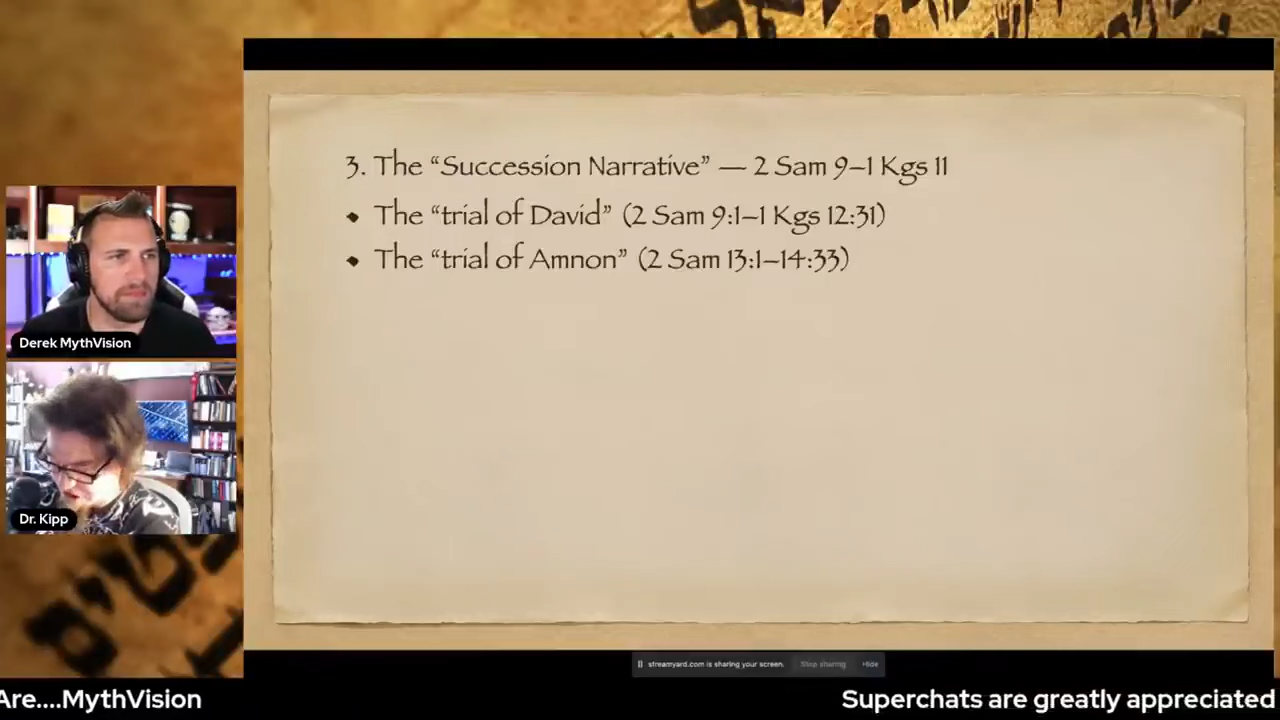 3. The “Succession Narrative” — 2 Sam 9–1 Kgs 11
• The “trial of David” (2 Sam 9:1–1 Kgs 12:31)
• The “trial of Amnon” (2 Sam 13:1–14:33)
Derek MythVision
Dr. Kipp
streamyard.com is sharing your screen. Stop sharing Hide
Are....MythVision
Superchats are greatly appreciated